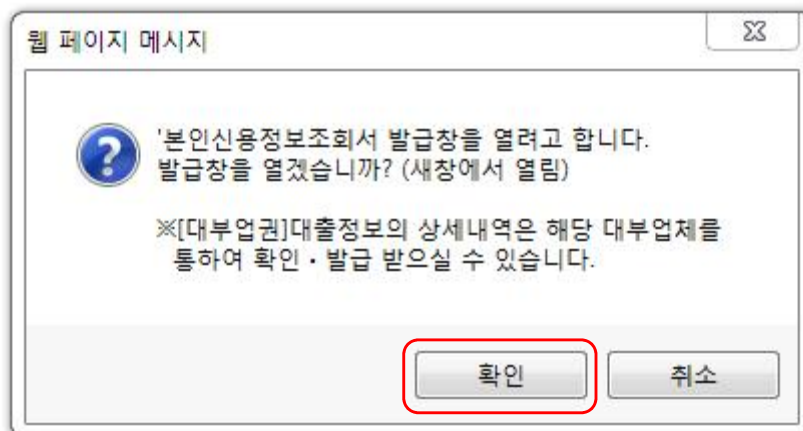 웹 페이지 메시지
'본인신용정보조회서 발급창을 열려고 합니다.
발급창을 열겠습니까? (새창에서 열림)
※[대부업권]대출정보의 상세내역은 해당 대부업체를
통하여 확인・발급 받으실 수 있습니다.
확인
취소